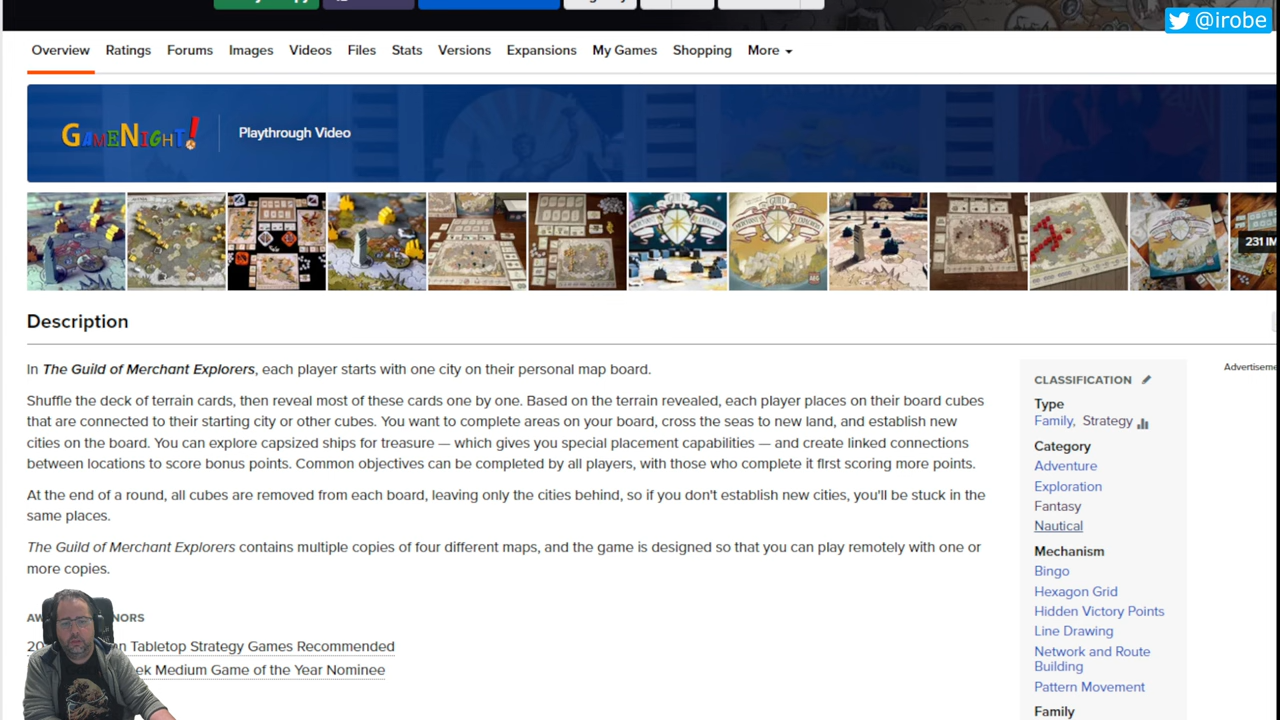 @irobe
Overview Ratings Forums Images Videos Files Stats Versions Expansions My Games Shopping More
GAMENIGHT! Playthrough Video
231 IM
Description
In The Guild of Merchant Explorers, each player starts with one city on their personal map board.
Shuffle the deck of terrain cards, then reveal most of these cards one by one. Based on the terrain revealed, each player places on their board cubes
that are connected to their starting city or other cubes. You want to complete areas on your board, cross the seas to new land, and establish new
cities on the board. You can explore capsized ships for treasure — which gives you special placement capabilities — and create linked connections
between locations to score bonus points. Common objectives can be completed by all players, with those who complete it first scoring more points.
At the end of a round, all cubes are removed from each board, leaving only the cities behind, so if you don't establish new cities, you'll be stuck in the
same places.
The Guild of Merchant Explorers contains multiple copies of four different maps, and the game is designed so that you can play remotely with one or
more copies.
Tabletop Strategy Games Recommended
Medium Game of the Year Nominee
CLASSIFICATION
Type
Family, Strategy
Category
Adventure
Exploration
Fantasy
Nautical
Mechanism
Bingo
Hexagon Grid
Hidden Victory Points
Line Drawing
Network and Route
Building
Pattern Movement
Family
Advertiseme